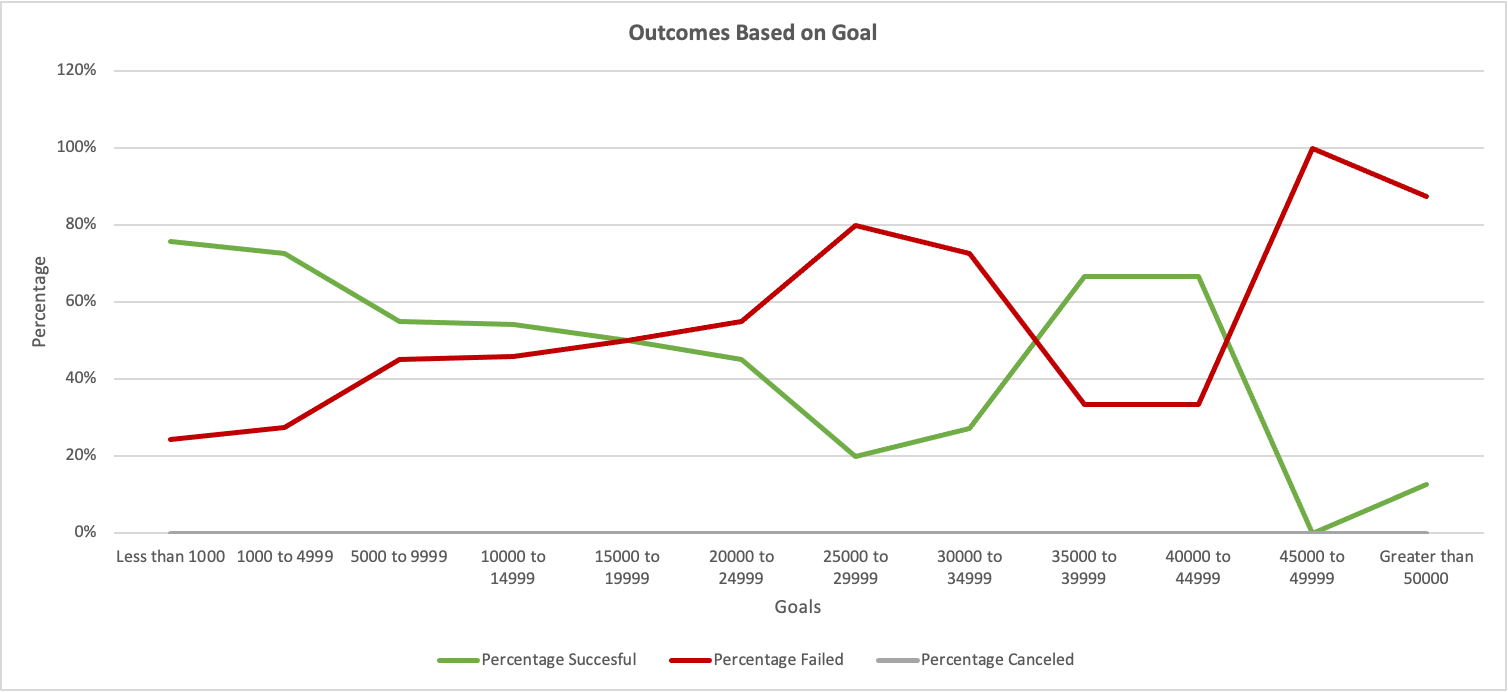 Outcomes Based on Goal
120%
100%
80%
60%
40%
20%
0%
Percentage
Less than 1000
1000 to 4999
5000 to 9999
10000 to
14999
15000 to
19999
20000 to
24999
25000 to
29999
30000 to
34999
35000 to
39999
40000 to
44999
45000 to
49999
Greater than
50000
Goals
Percentage Succesful
Percentage Failed
Percentage Canceled